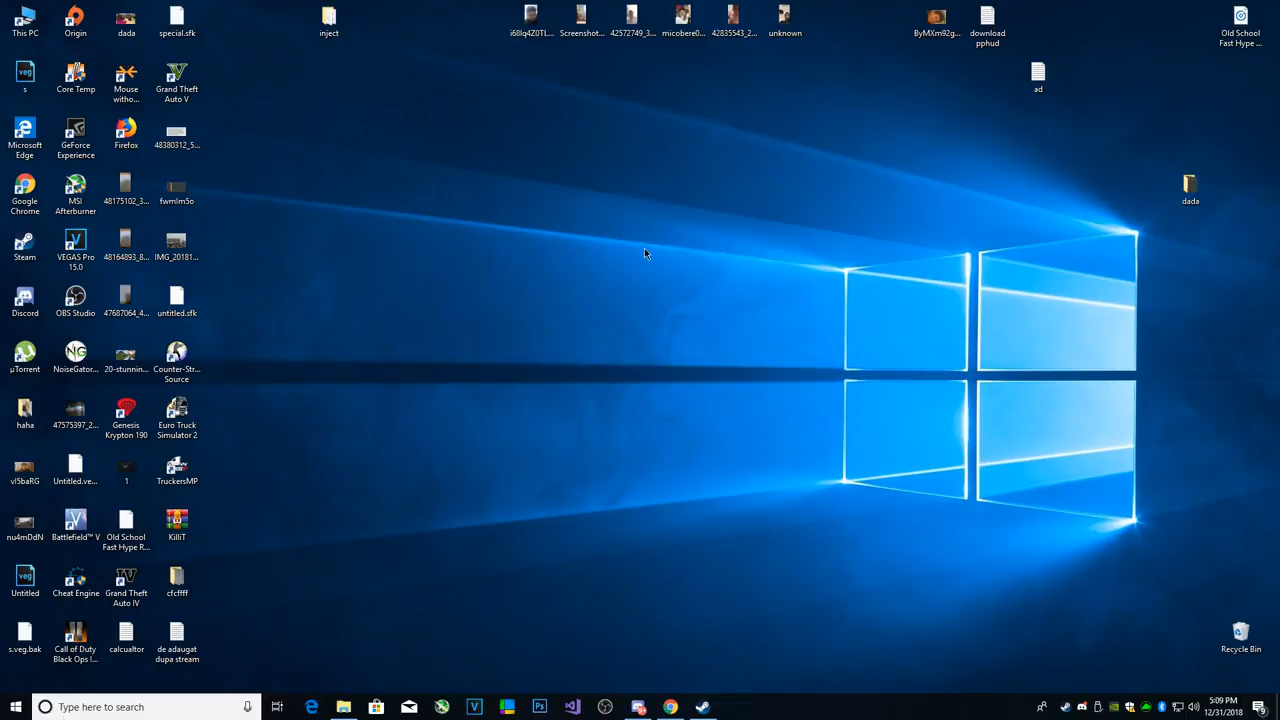 This PC
Origin
dada
special.sfk
inject
i68lq4Z0TL...
Screenshot...
42572749_3...
micobere0...
42835543_2...
unknown
ByMXm92g...
download
pphud
Old School
Fast Hype ...
s
Core Temp
Mouse
witho...
Grand Theft
Auto V
ad
Microsoft
Edge
GeForce
Experience
Firefox
48380312_5...
Google
Chrome
MSI
Afterburner
48175102_3...
fwmlm5o
dada
Steam
VEGAS Pro
15.0
48164893_8...
IMG_20181...
Discord
OBS Studio
47687064_4...
untitled.sfk
µTorrent
NoiseGator...
20-stunnin...
Counter-Str...
Source
haha
47575397_2...
Genesis
Krypton 190
Euro Truck
Simulator 2
vl5baRG
Untitled.ve...
1
TruckersMP
nu4mDdN
Battlefield™ V
Old School
Fast Hype R...
KilliT
Untitled
Cheat Engine
Grand Theft
Auto IV
cfcffff
s.veg.bak
Call of Duty
Black Ops I...
calcualtor
de adaugat
dupa stream
Recycle Bin
Type here to search
5:09 PM
12/31/2018